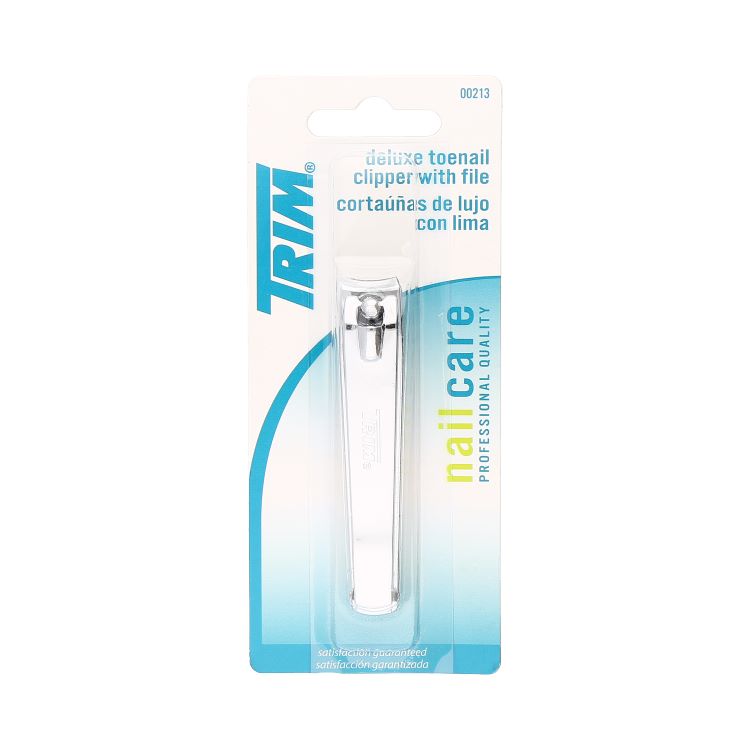 00213
TRIM®
deluxe toenail
clipper with file
cortaúñas de lujo
con lima
nail care
PROFESSIONAL QUALITY
TRIM®
satisfaction guaranteed
satisfacción garantizada